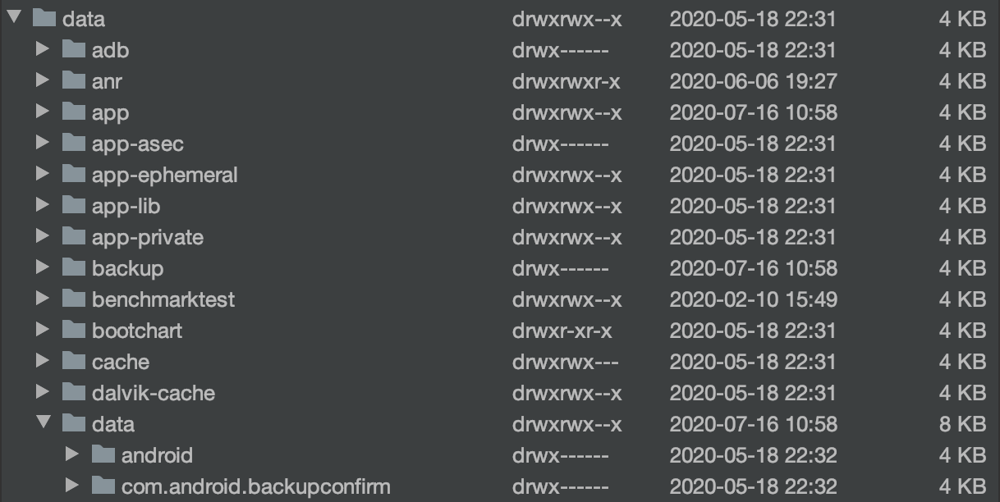 data drwxrwx--x 2020-05-18 22:31 4 KB
adb drwx------ 2020-05-18 22:31 4 KB
anr drwxrwxr-x 2020-06-06 19:27 4 KB
app drwxrwx--x 2020-07-16 10:58 4 KB
app-asec drwx------ 2020-05-18 22:31 4 KB
app-ephemeral drwxrwx--x 2020-05-18 22:31 4 KB
app-lib drwxrwx--x 2020-05-18 22:31 4 KB
app-private drwxrwx--x 2020-05-18 22:31 4 KB
backup drwx------ 2020-07-16 10:58 4 KB
benchmarktest drwxrwx--x 2020-02-10 15:49 4 KB
bootchart drwxr-xr-x 2020-05-18 22:31 4 KB
cache drwxrwx--- 2020-05-18 22:31 4 KB
dalvik-cache drwxrwx--x 2020-05-18 22:31 4 KB
data drwxrwx--x 2020-07-16 10:58 8 KB
android drwx------ 2020-05-18 22:32 4 KB
com.android.backupconfirm drwx------ 2020-05-18 22:32 4 KB